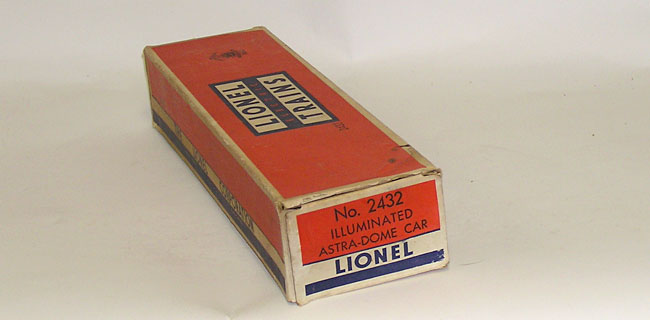 LIONEL
TRAINS
No. 2432
ILLUMINATED
ASTRA-DOME CAR
LIONEL